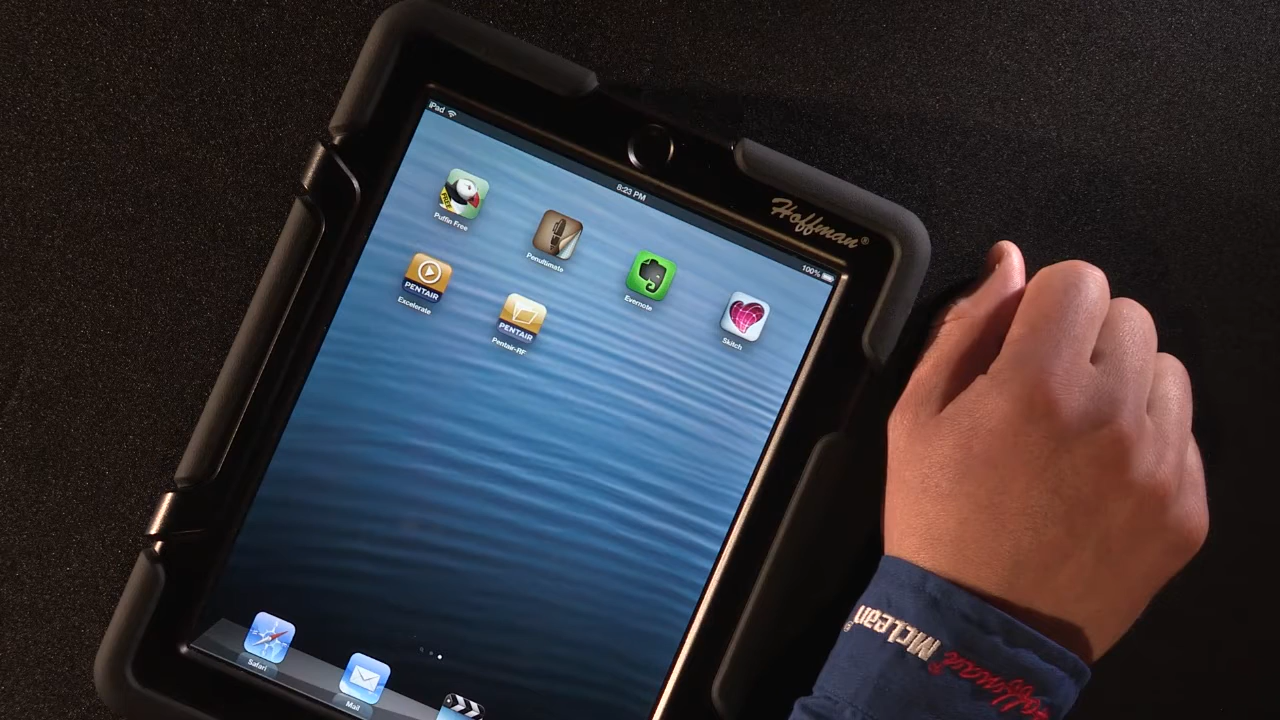 iPad
8:23 PM
100%
Hoffman®
FREE
Puffin Free
Penultimate
Evernote
Skitch
PENTAIR
Excelerate
PENTAIR
Pentair-RF
Safari
Mail
McLean®
Hoffman®